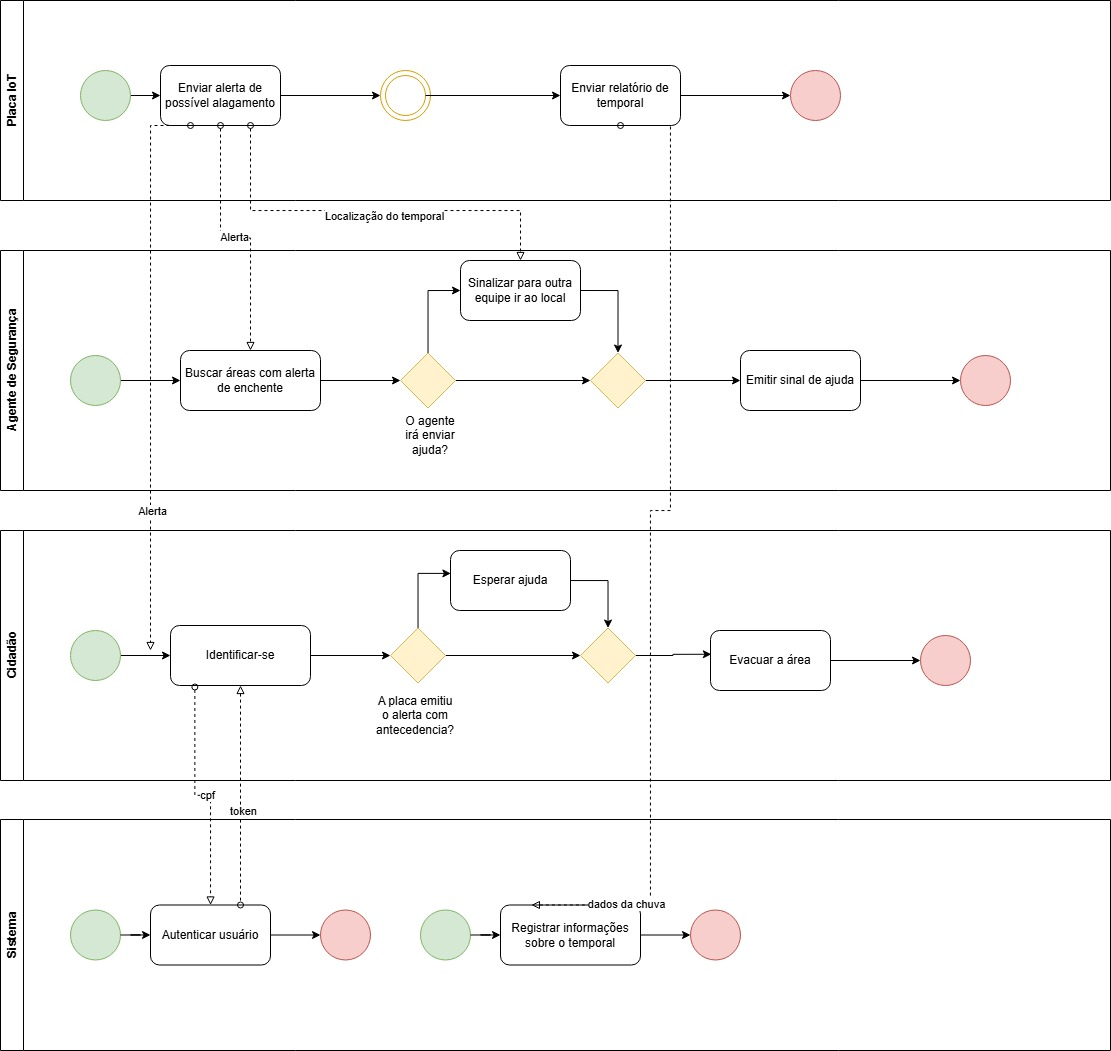 Placa IoT
Enviar alerta de
possível alagamento
Enviar relatório de
temporal
Localização do temporal
Alerta
Agente de Segurança
Sinalizar para outra
equipe ir ao local
Buscar áreas com alerta
de enchente
O agente
irá enviar
ajuda?
Emitir sinal de ajuda
Alerta
CIdadão
Esperar ajuda
Identificar-se
A placa emitiu
o alerta com
antecedencia?
Evacuar a área
cpf
token
Sistema
Autenticar usuário
dados da chuva
Registrar informações
sobre o temporal